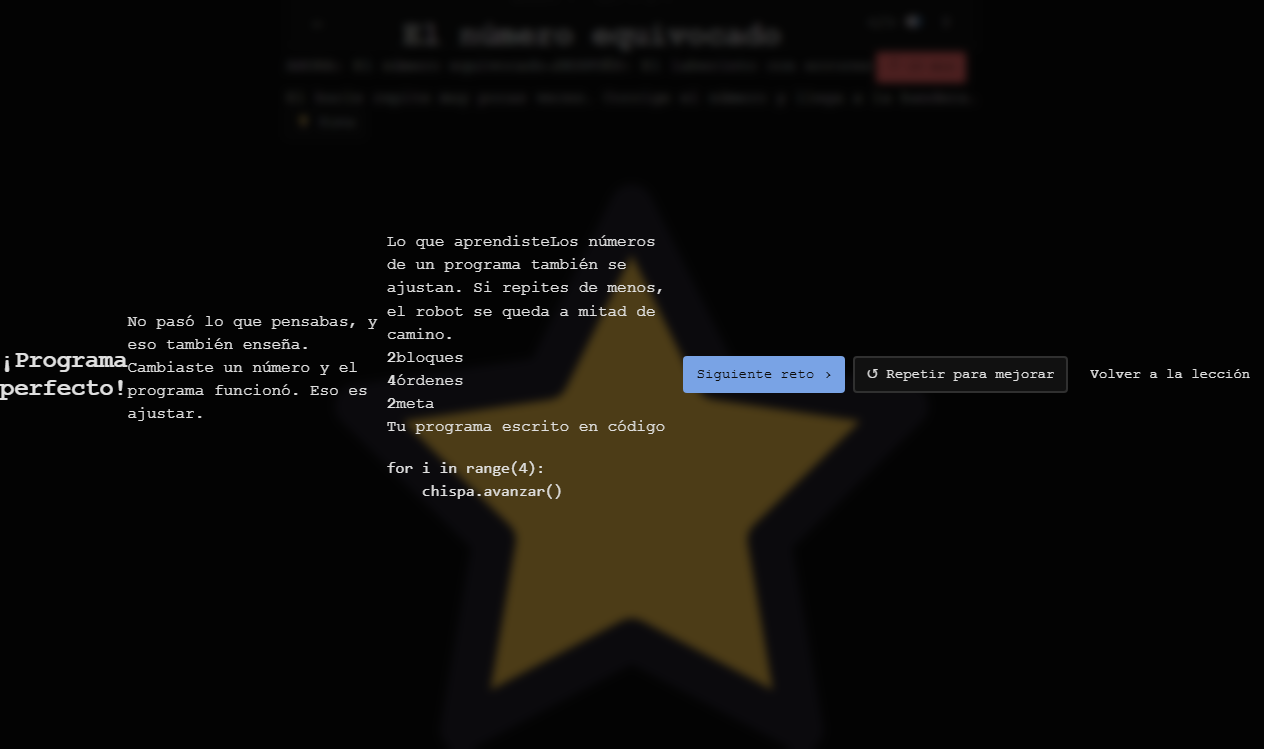 El número equivocado
¡Programa
perfecto!
No pasó lo que pensabas, y
eso también enseña.
Cambiaste un número y el
programa funcionó. Eso es
ajustar.
Lo que aprendisteLos números
de un programa también se
ajustan. Si repites de menos,
el robot se queda a mitad de
camino.
2bloques
4órdenes
2meta
Tu programa escrito en código
for i in range(4):
    chispa.avanzar()
Siguiente reto ›
↺ Repetir para mejorar
Volver a la lección